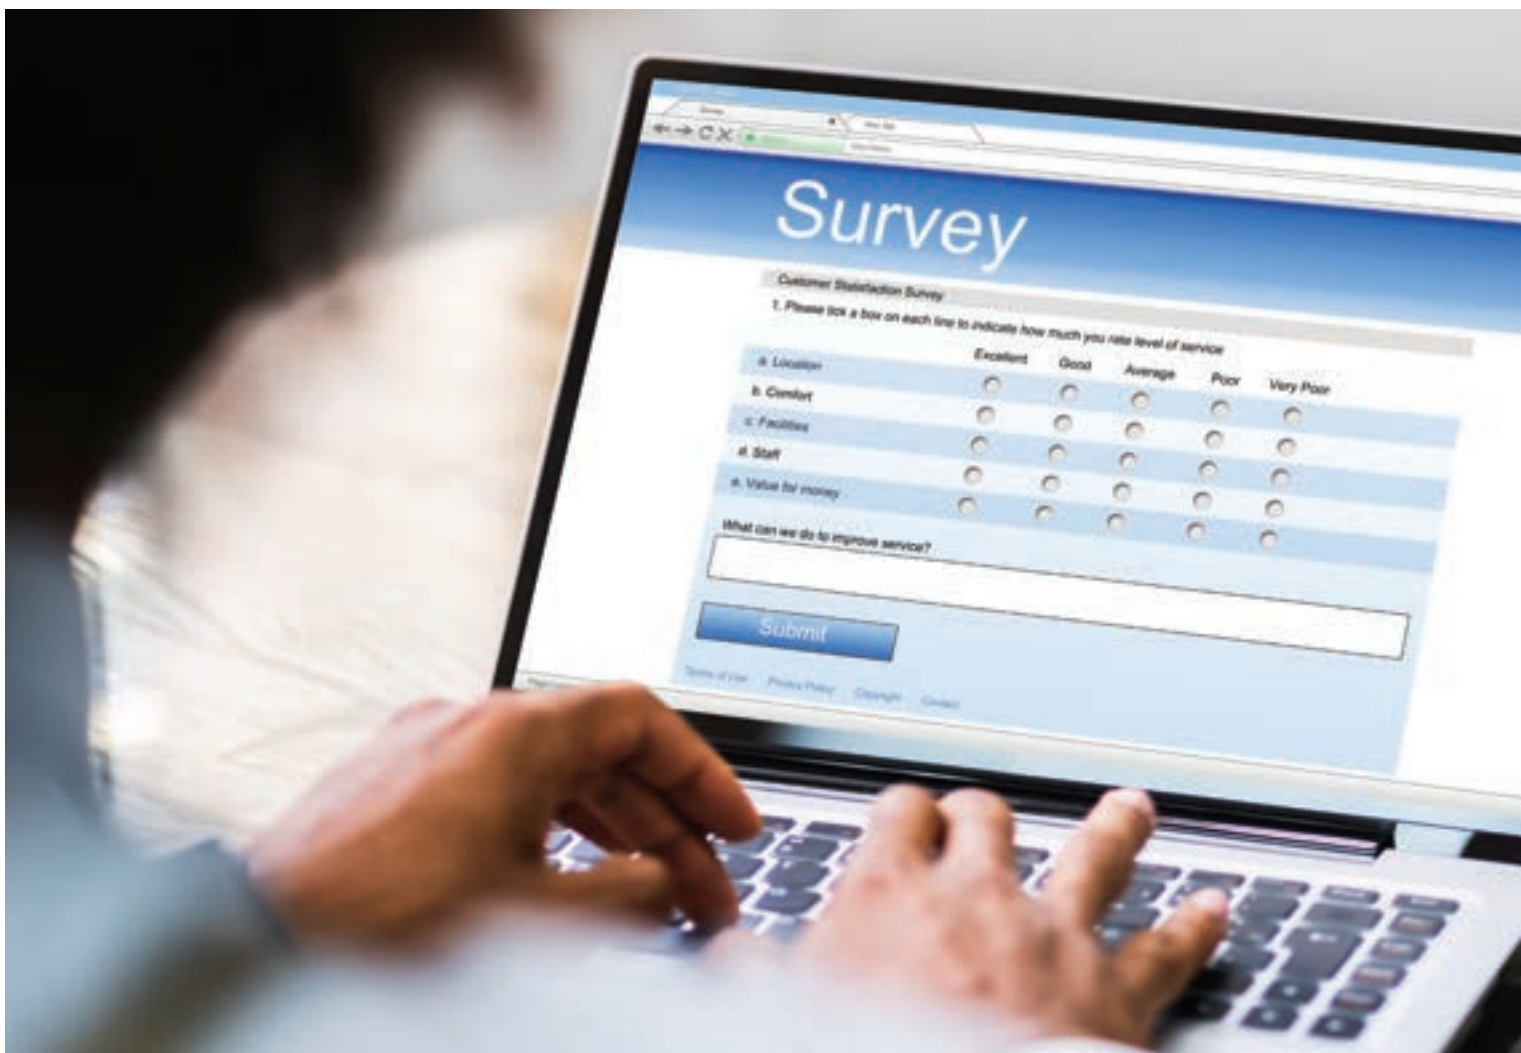 Survey
Customer Statisfaction Survey
1. Please tick a box on each line to indicate how much you rate level of service
Excellent Good Average Poor Very Poor
a. Location
b. Comfort
c. Facilities
d. Staff
e. Value for money
What can we do to improve service?
Submit
Terms of Use Privacy Policy Copyright Contact